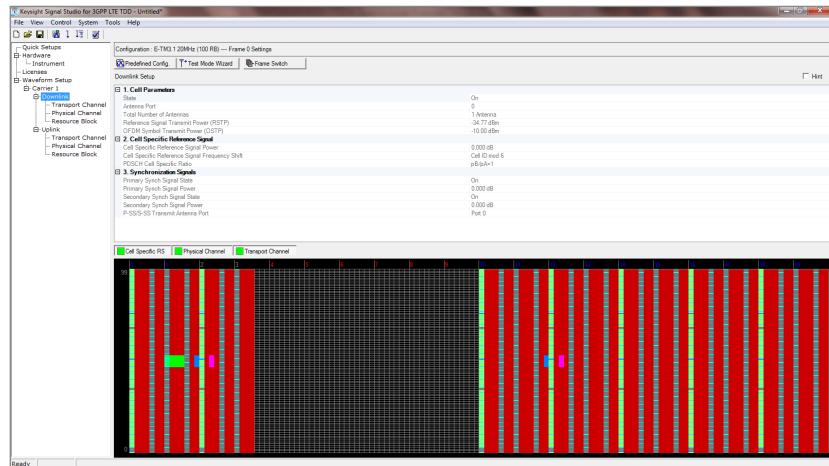 Keysight Signal Studio for 3GPP LTE TDD - Untitled*
File View Control System Tools Help
Quick Setups
Hardware
Instrument
Licenses
Waveform Setup
Carrier 1
Downlink
Transport Channel
Physical Channel
Resource Block
Uplink
Transport Channel
Physical Channel
Resource Block
Configuration : E-TM3.1 20MHz (100 RB) --- Frame 0 Settings
Predefined Config. Test Mode Wizard Frame Switch
Downlink Setup Hint
1. Cell Parameters
State On
Antenna Port 0
Total Number of Antennas 1 Antenna
Reference Signal Transmit Power (RSTP) -34.77 dBm
OFDM Symbol Transmit Power (OSTP) -10.00 dBm
2. Cell Specific Reference Signal
Cell Specific Reference Signal Power 0.000 dB
Cell Specific Reference Signal Frequency Shift Cell ID mod 6
PDSCH Cell Specific Ratio pB/pA=1
3. Synchronization Signals
Primary Synch Signal State On
Primary Synch Signal Power 0.000 dB
Secondary Synch Signal State On
Secondary Synch Signal Power 0.000 dB
P-SS/S-SS Transmit Antenna Port Port 0
Cell Specific RS Physical Channel Transport Channel
2 3 4 5 6 7 8 9
99
0
Ready